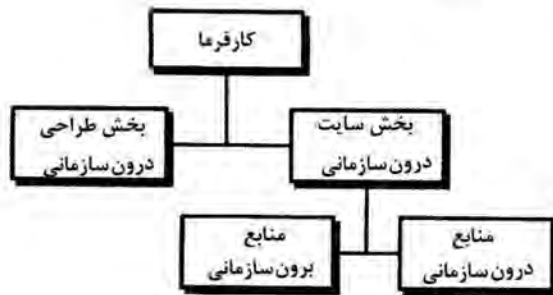 کارفرما
بخش سایت
درون‌سازمانی
بخش طراحی
درون‌سازمانی
منابع
درون‌سازمانی
منابع
برون‌سازمانی